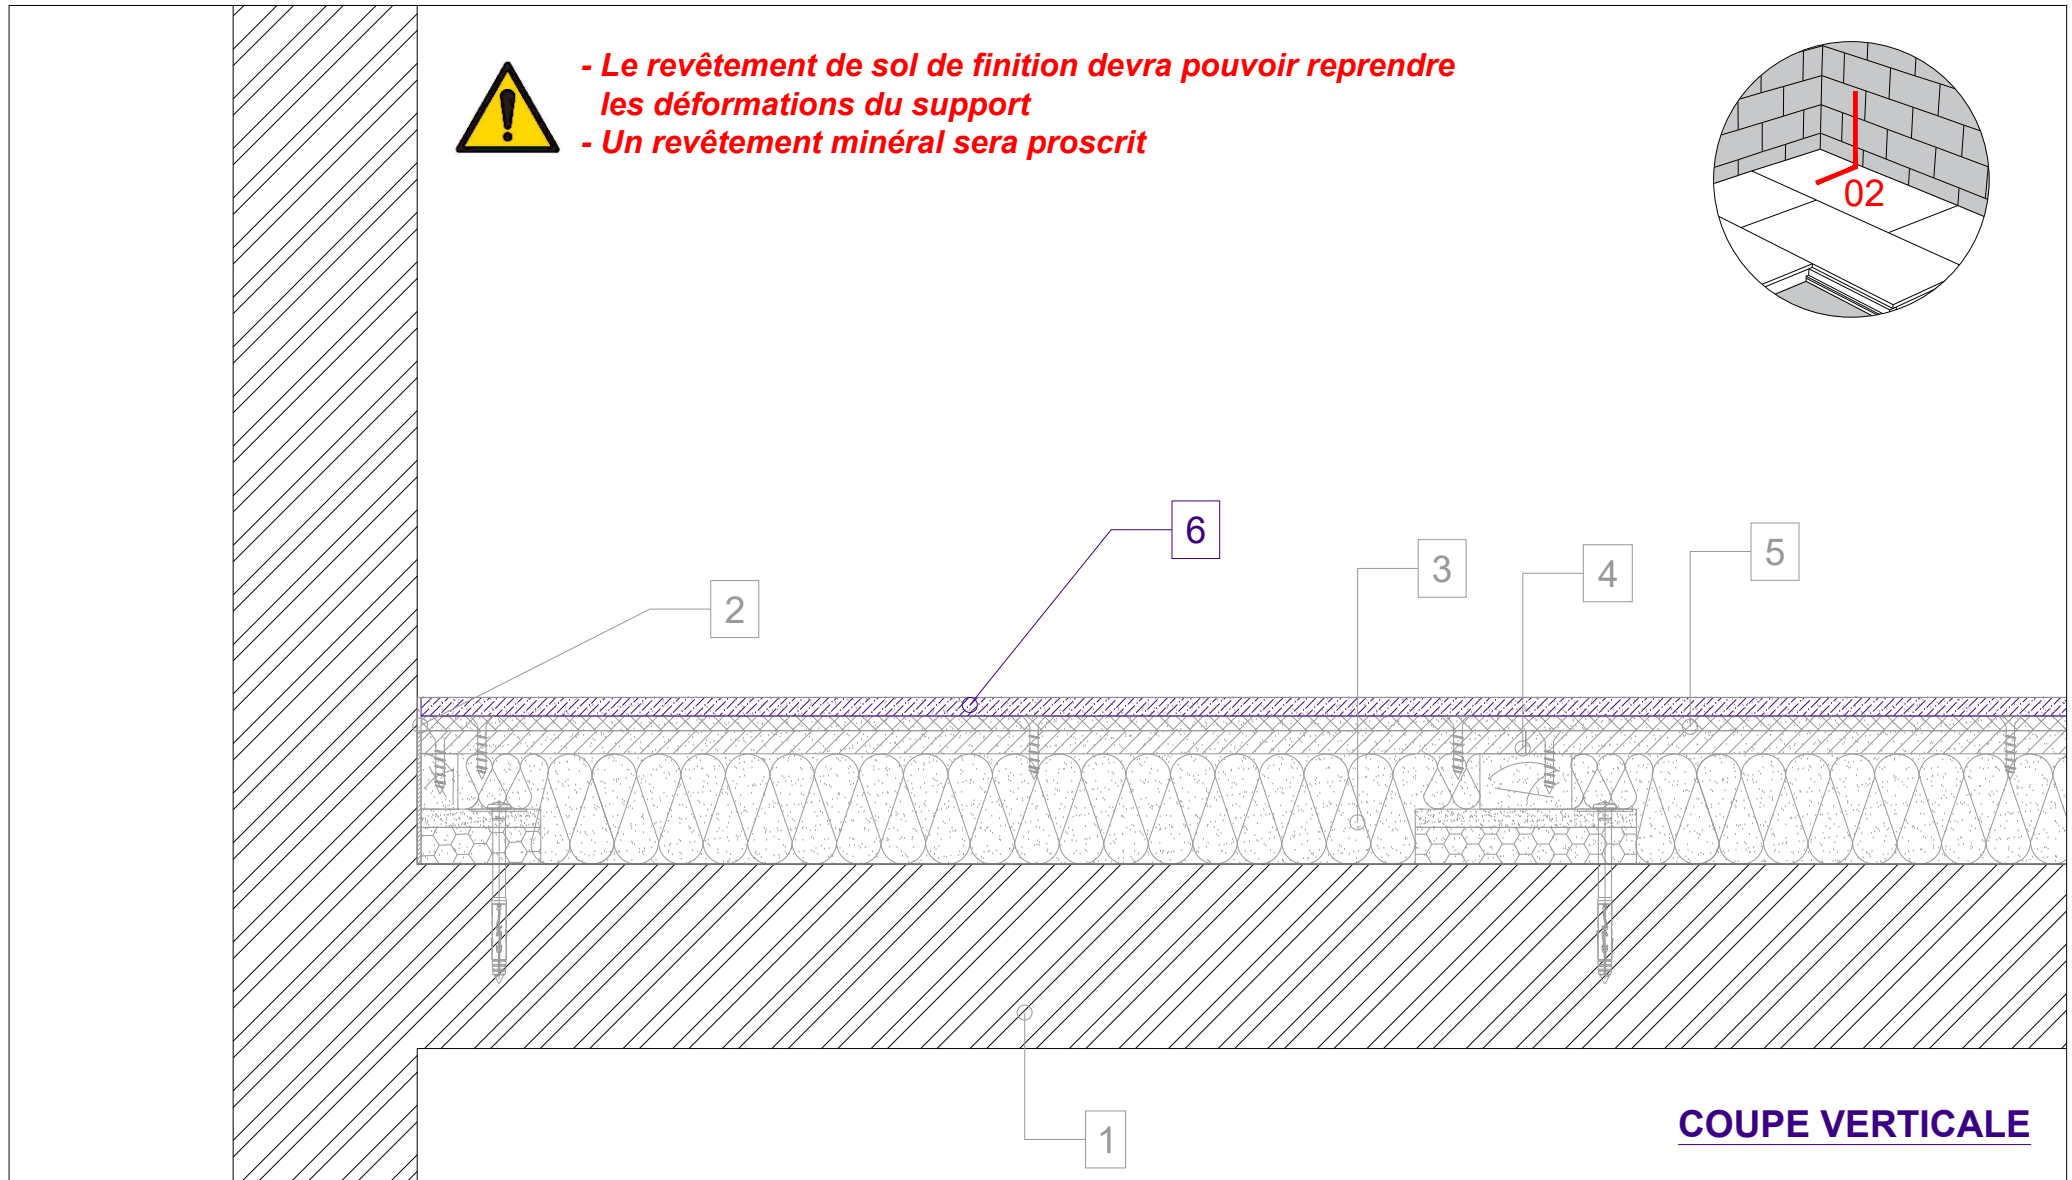 - Le revêtement de sol de finition devra pouvoir reprendre
les déformations du support
- Un revêtement minéral sera proscrit
02
6
3
4
5
2
1
COUPE VERTICALE